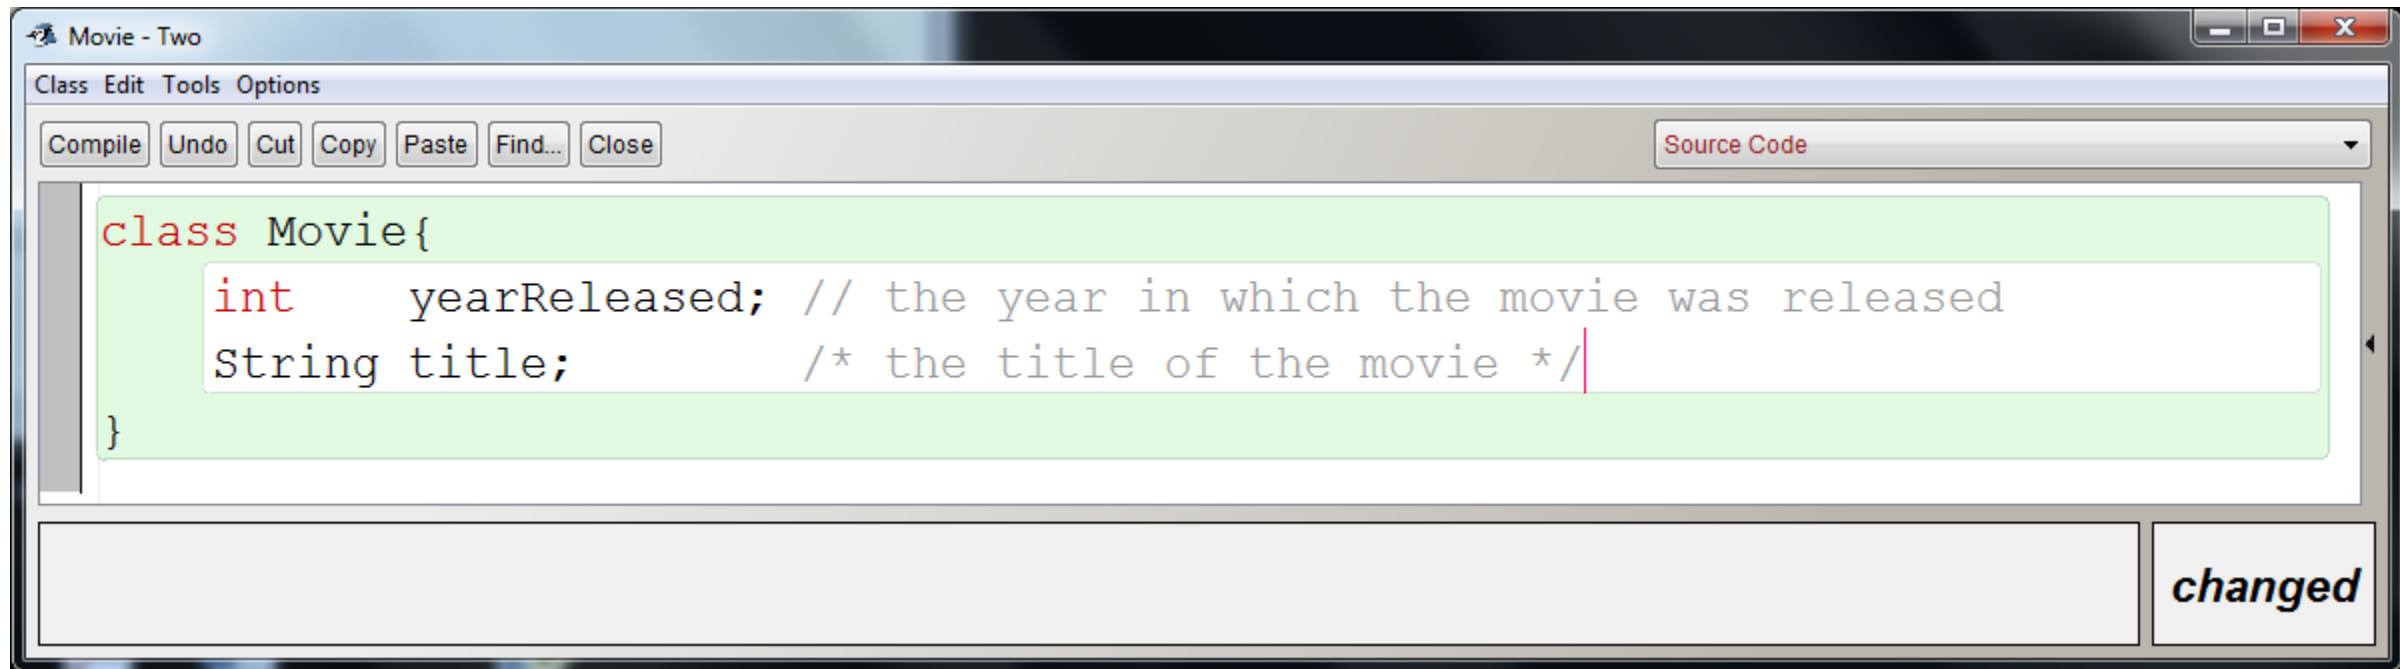 Movie - Two
Class Edit Tools Options
Compile Undo Cut Copy Paste Find... Close Source Code
class Movie{
int yearReleased; // the year in which the movie was released
String title; /* the title of the movie */
}
changed